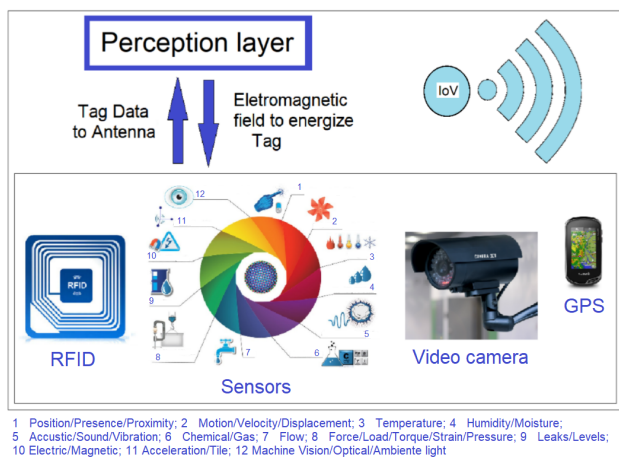 Perception layer
IoV
Tag Data
to Antenna
Eletromagnetic
field to energize
Tag
12
1
11
2
10
3
9
4
8
5
7
6
RFID
CAMERA
RFID
Sensors
Video camera
GPS
1 Position/Presence/Proximity; 2 Motion/Velocity/Displacement; 3 Temperature; 4 Humidity/Moisture;
5 Accustic/Sound/Vibration; 6 Chemical/Gas; 7 Flow; 8 Force/Load/Torque/Strain/Pressure; 9 Leaks/Levels;
10 Electric/Magnetic; 11 Acceleration/Tile; 12 Machine Vision/Optical/Ambiente light